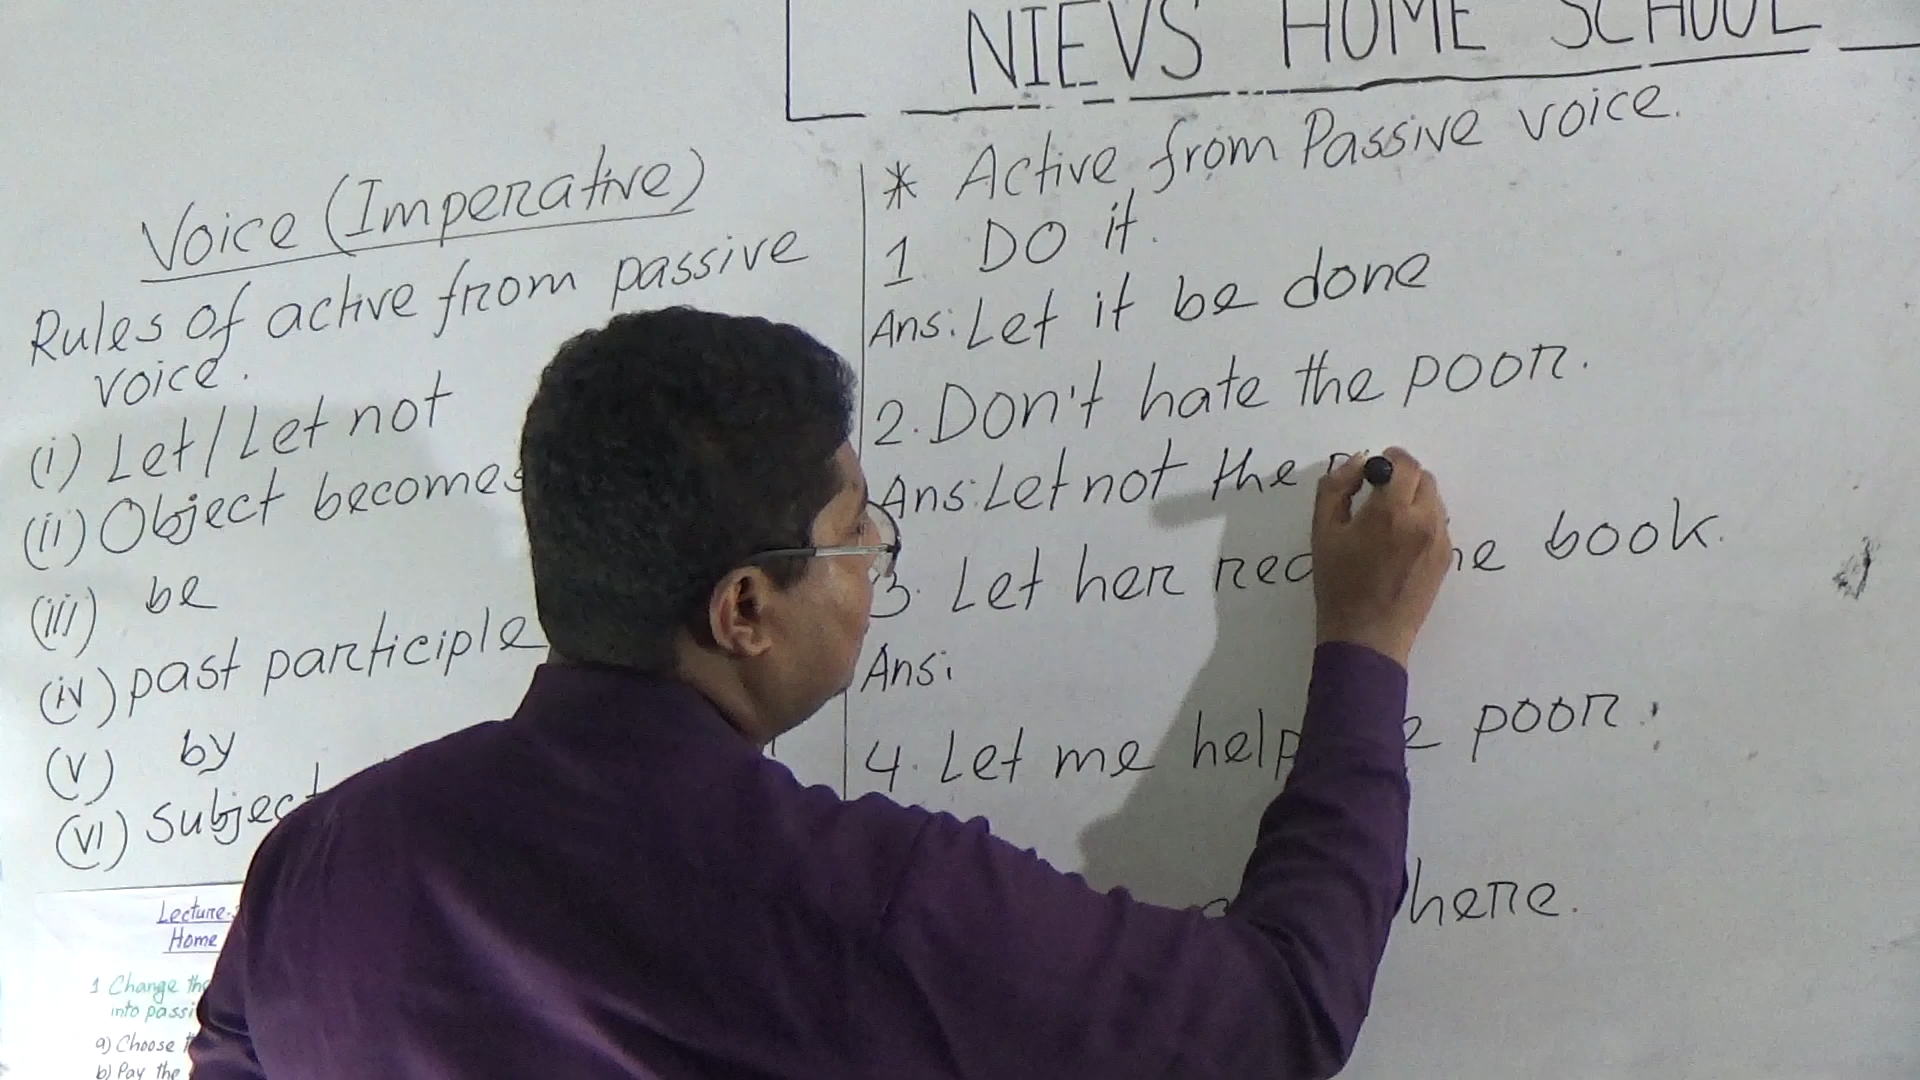 NIEVS HOME SCHOOL
Voice (Imperative)
Rules of active from passive
voice.
(i) Let/Let not
(ii) Object becomes
(iii) be
(iv) past participle
(v) by
(vi) Subject
Lecture
Home
1 Change the
into passi
a) Choose
b) Pay the
* Active from Passive voice.
1 DO it.
Ans: Let it be done
2. Don't hate the poor.
Ans: Let not the
3. Let her book.
Ans:
4. Let me help poor.
here.